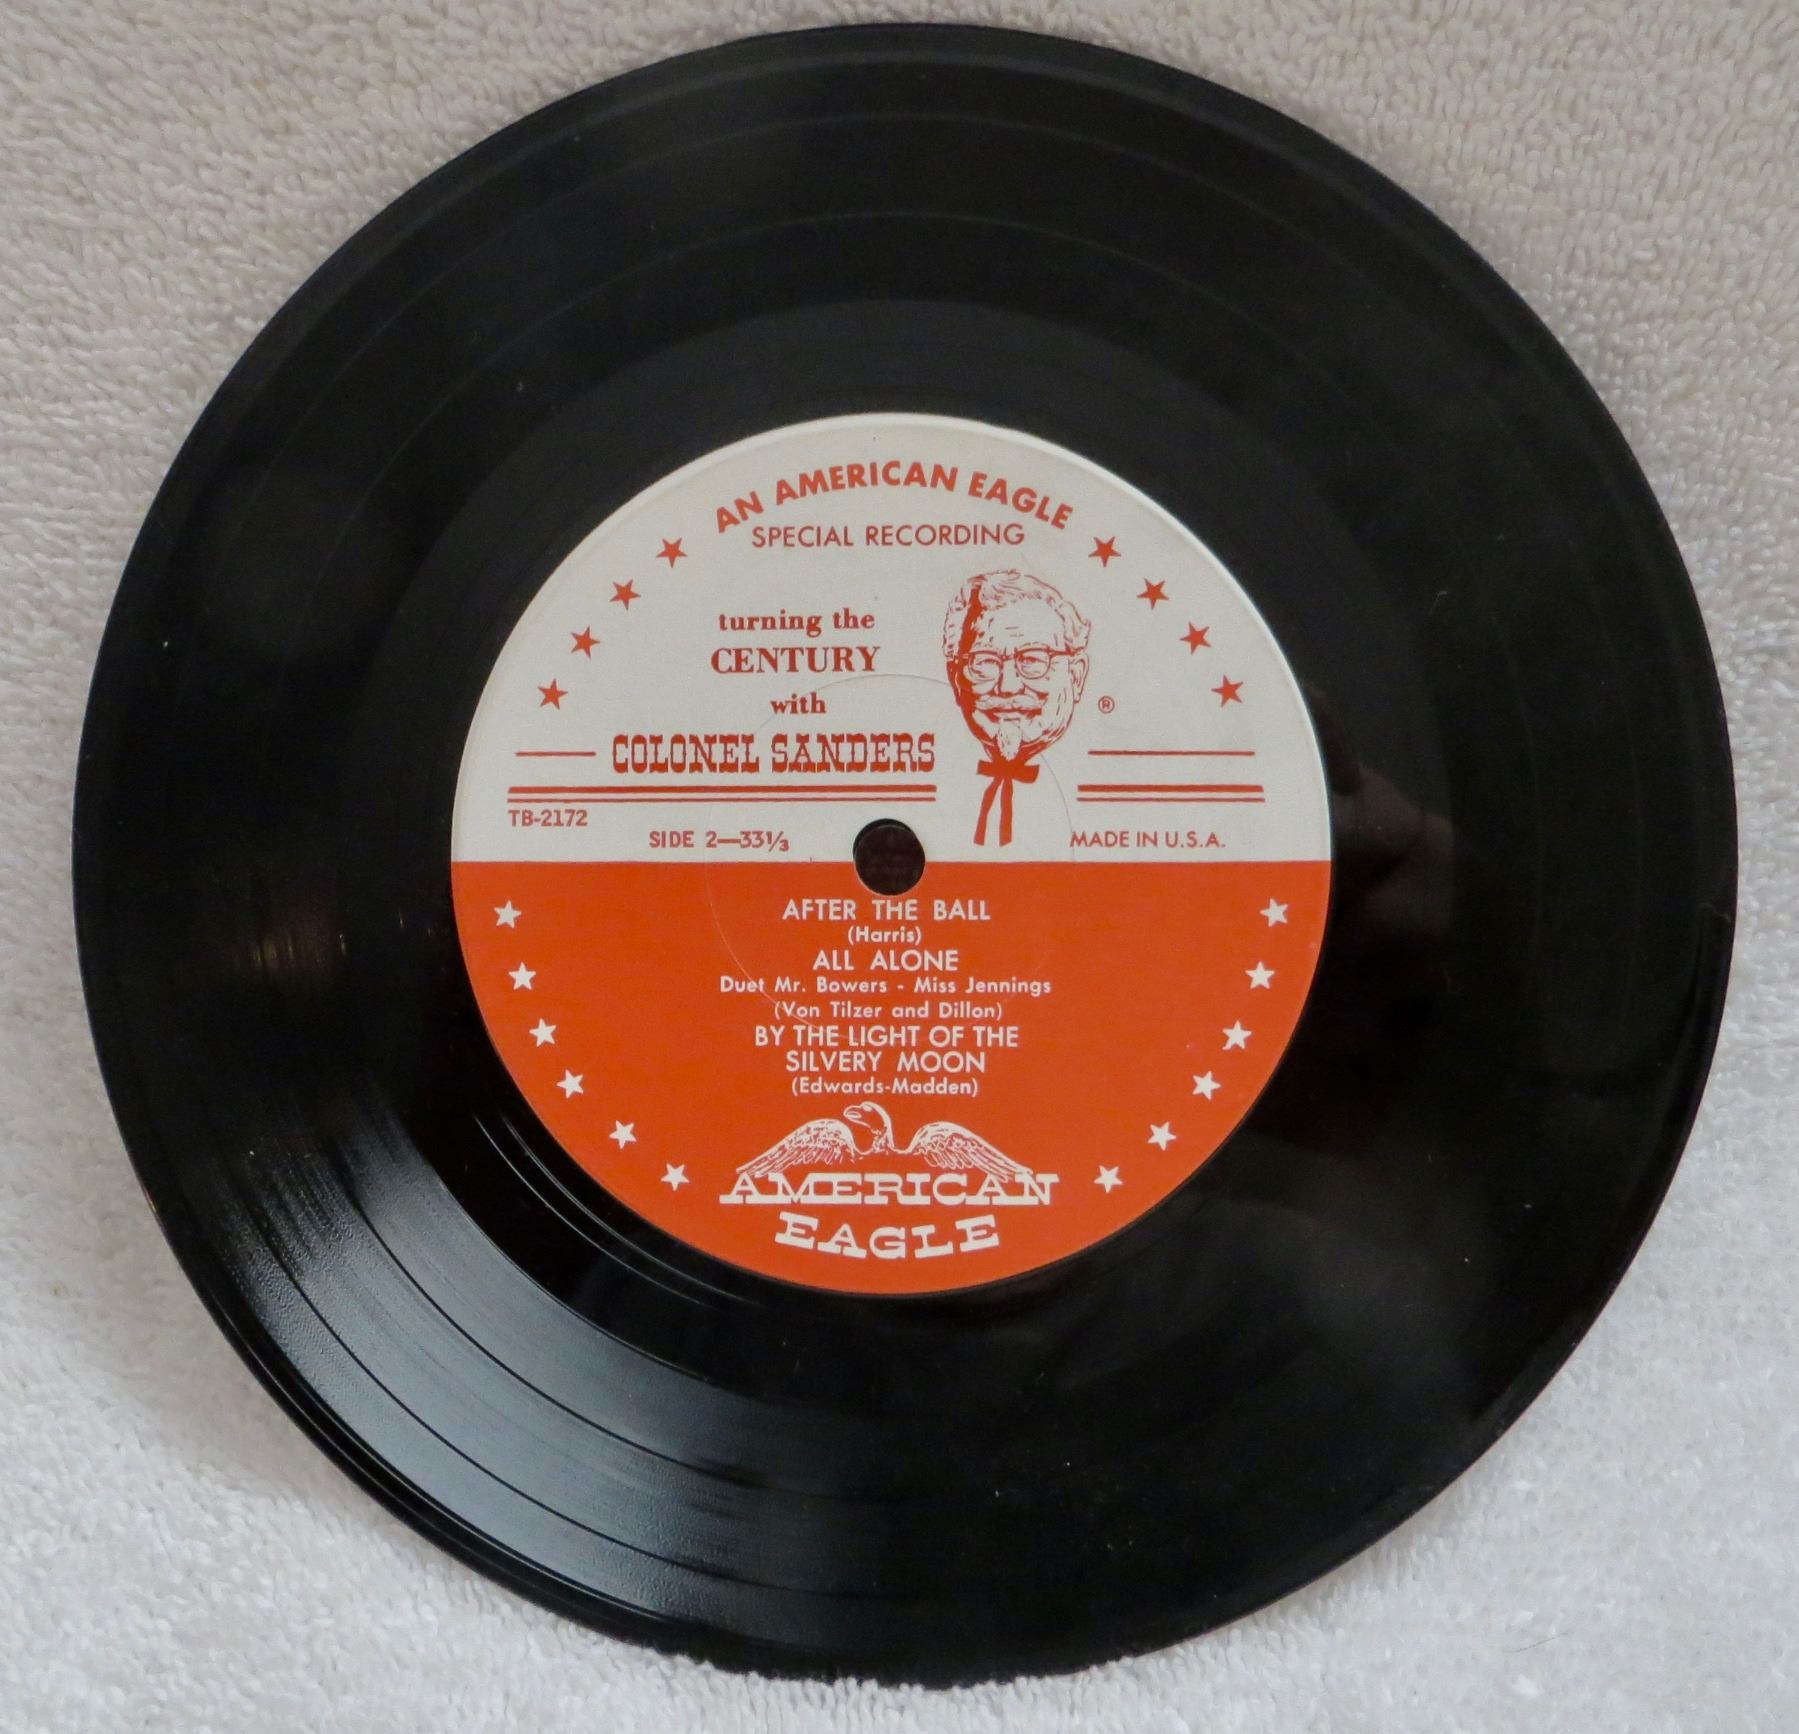 AN AMERICAN EAGLE
SPECIAL RECORDING
turning the
CENTURY
with
COLONEL SANDERS
®
TB-2172
SIDE 2—33⅓
MADE IN U.S.A.
AFTER THE BALL
(Harris)
ALL ALONE
Duet Mr. Bowers - Miss Jennings
(Von Tilzer and Dillon)
BY THE LIGHT OF THE
SILVERY MOON
(Edwards-Madden)
AMERICAN
EAGLE